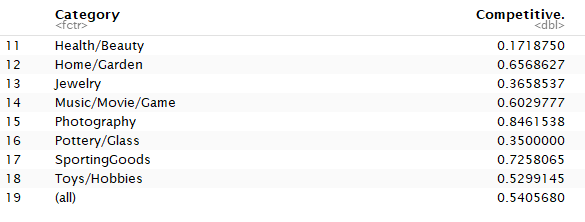 Category Competitive.
<fctr> <dbl>
11 Health/Beauty 0.1718750
12 Home/Garden 0.6568627
13 Jewelry 0.3658537
14 Music/Movie/Game 0.6029777
15 Photography 0.8461538
16 Pottery/Glass 0.3500000
17 SportingGoods 0.7258065
18 Toys/Hobbies 0.5299145
19 (all) 0.5405680